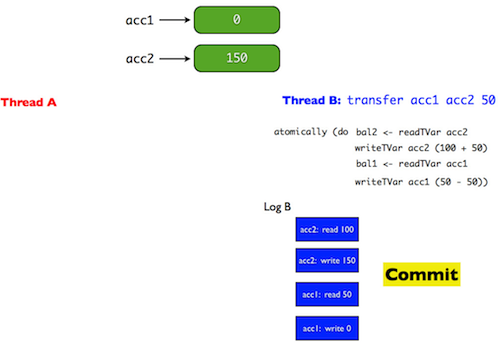 acc1 0
acc2 150
Thread A
Thread B: transfer acc1 acc2 50
atomically (do bal2 <- readTVar acc2
writeTVar acc2 (100 + 50)
bal1 <- readTVar acc1
writeTVar acc1 (50 - 50))
Log B
acc2: read 100
acc2: write 150
Commit
acc1: read 50
acc1: write 0